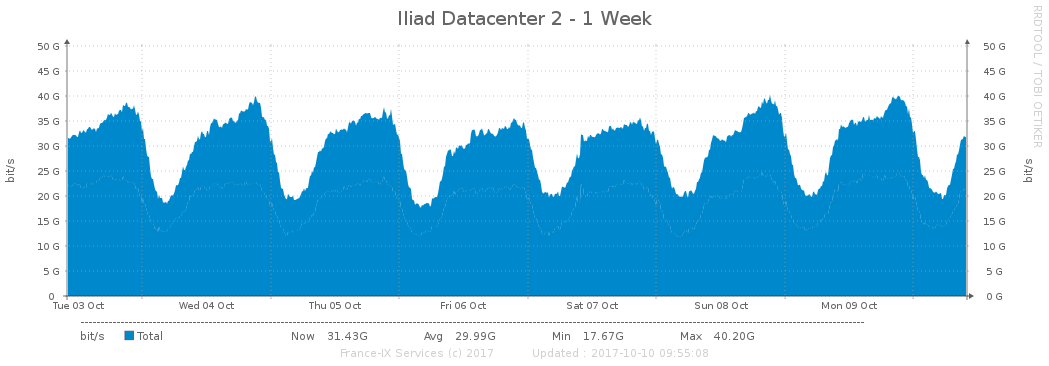 Iliad Datacenter 2 - 1 Week
RRDTOOL / TOBI OETIKER
50 G 50 G
45 G 45 G
40 G 40 G
35 G 35 G
30 G 30 G
25 G 25 G
20 G 20 G
15 G 15 G
10 G 10 G
5 G 5 G
0 0 G
bit/s bit/s
Tue 03 Oct Wed 04 Oct Thu 05 Oct Fri 06 Oct Sat 07 Oct Sun 08 Oct Mon 09 Oct
bit/s Total Now 31.43G Avg 29.99G Min 17.67G Max 40.20G
France-IX Services (c) 2017 Updated : 2017-10-10 09:55:08